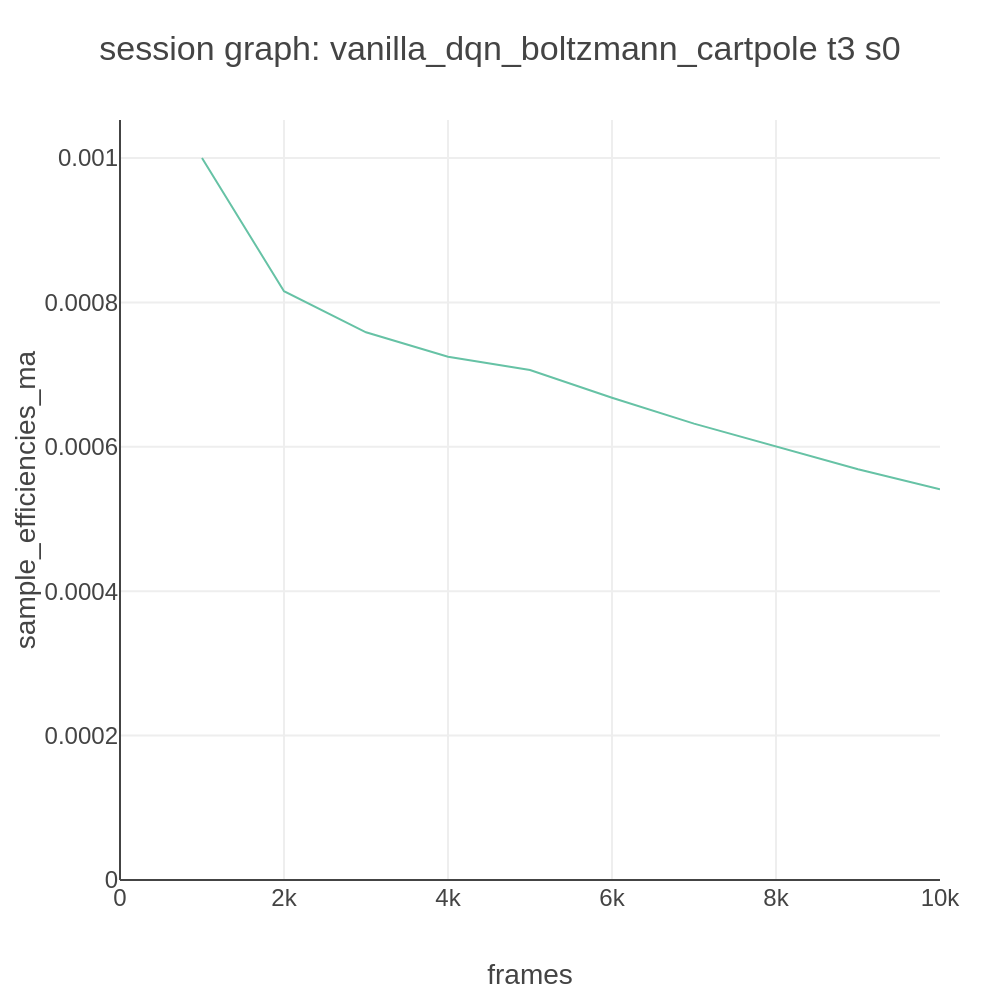 session graph: vanilla_dqn_boltzmann_cartpole t3 s0
sample_efficiencies_ma
0.001
0.0008
0.0006
0.0004
0.0002
0
0 2k 4k 6k 8k 10k
frames